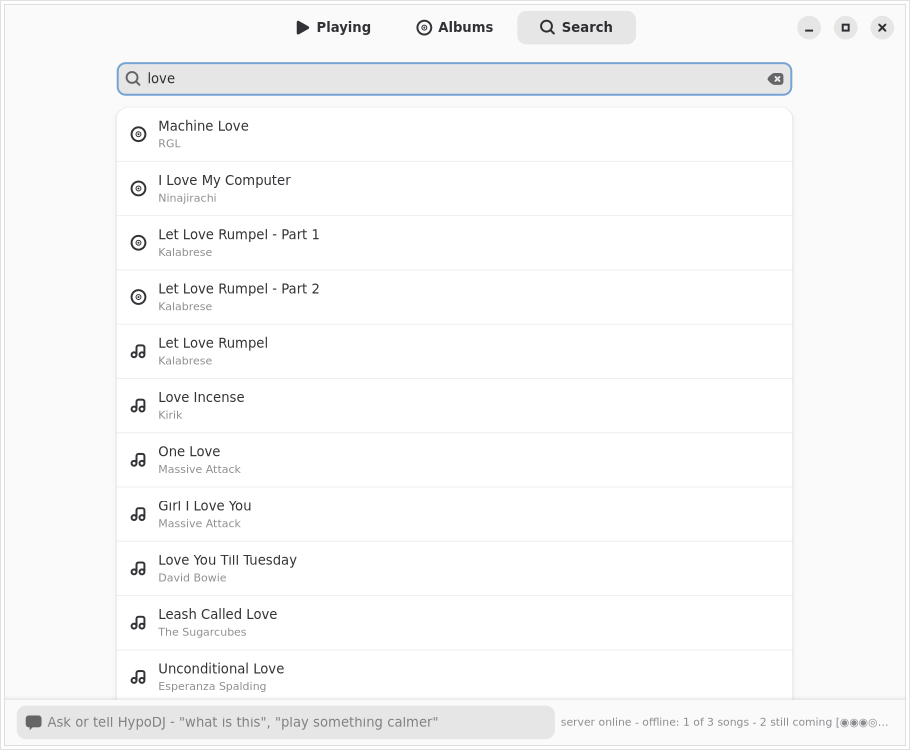 Playing
Albums
Search
love
Machine Love
RGL
I Love My Computer
Ninajirachi
Let Love Rumpel - Part 1
Kalabrese
Let Love Rumpel - Part 2
Kalabrese
Let Love Rumpel
Kalabrese
Love Incense
Kirik
One Love
Massive Attack
Girl I Love You
Massive Attack
Love You Till Tuesday
David Bowie
Leash Called Love
The Sugarcubes
Unconditional Love
Esperanza Spalding
Ask or tell HypoDJ - "what is this", "play something calmer"
server online - offline: 1 of 3 songs - 2 still coming [◉◉◉◎...